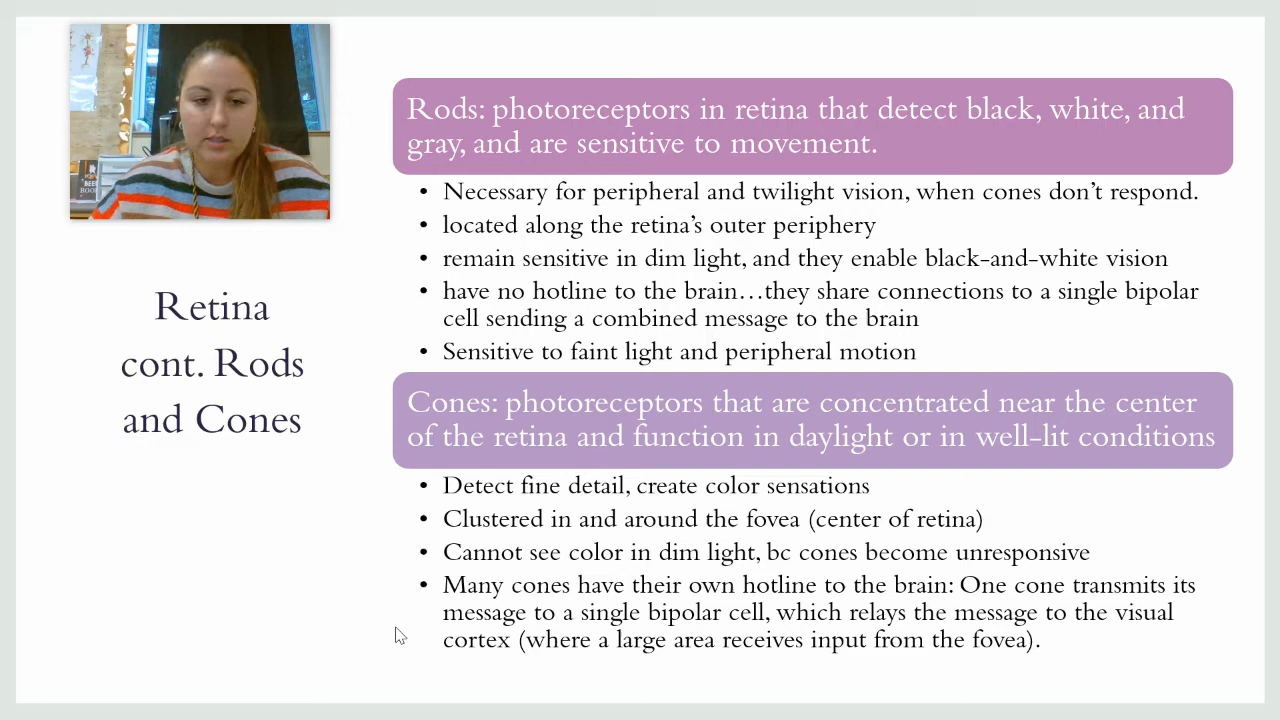 Retina
cont. Rods
and Cones
Rods: photoreceptors in retina that detect black, white, and
gray, and are sensitive to movement.
• Necessary for peripheral and twilight vision, when cones don’t respond.
• located along the retina’s outer periphery
• remain sensitive in dim light, and they enable black-and-white vision
• have no hotline to the brain…they share connections to a single bipolar
cell sending a combined message to the brain
• Sensitive to faint light and peripheral motion
Cones: photoreceptors that are concentrated near the center
of the retina and function in daylight or in well-lit conditions
• Detect fine detail, create color sensations
• Clustered in and around the fovea (center of retina)
• Cannot see color in dim light, bc cones become unresponsive
• Many cones have their own hotline to the brain: One cone transmits its
message to a single bipolar cell, which relays the message to the visual
cortex (where a large area receives input from the fovea).